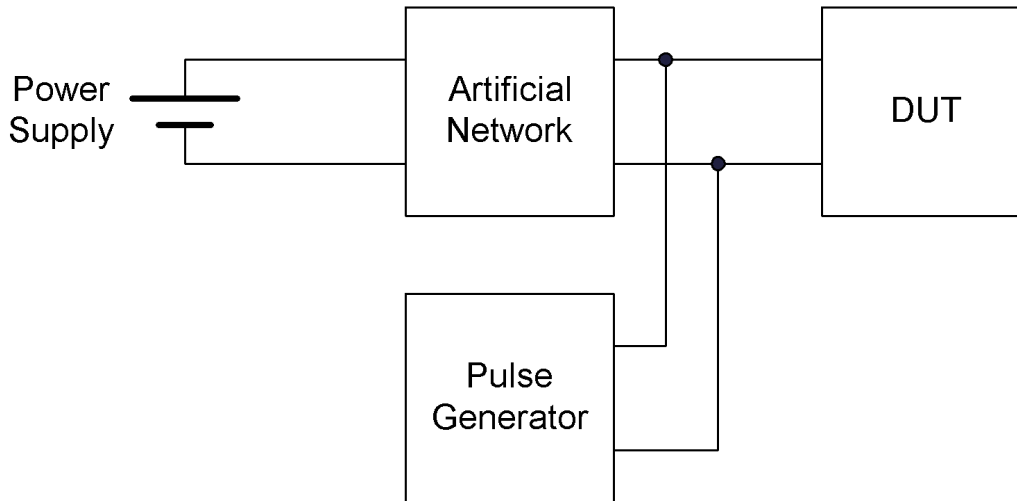 Power
Supply
Artificial
Network
DUT
Pulse
Generator